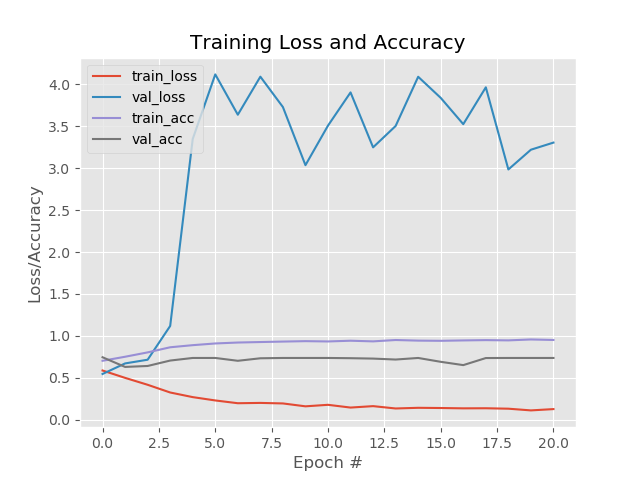 Training Loss and Accuracy
train_loss
val_loss
train_acc
val_acc
Loss/Accuracy
4.0
3.5
3.0
2.5
2.0
1.5
1.0
0.5
0.0
0.0 2.5 5.0 7.5 10.0 12.5 15.0 17.5 20.0
Epoch #